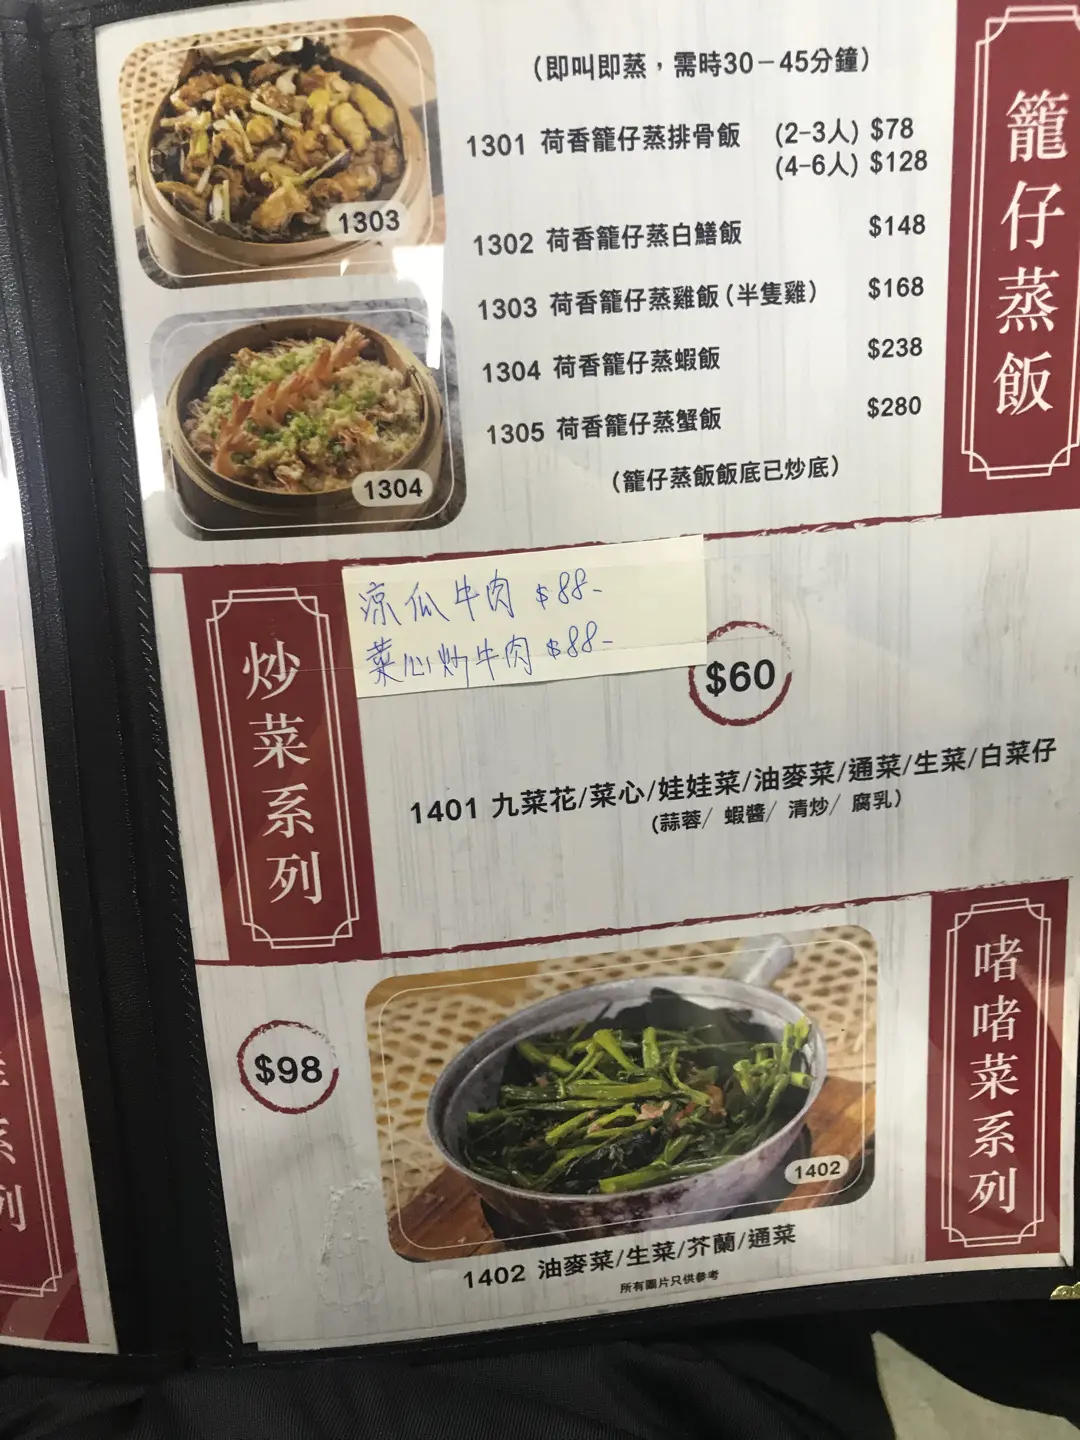 籠仔蒸飯
(即叫即蒸，需時30－45分鐘)
1301 荷香籠仔蒸排骨飯 (2-3人) $78
(4-6人) $128
1302 荷香籠仔蒸白鱔飯 $148
1303 荷香籠仔蒸雞飯(半隻雞) $168
1304 荷香籠仔蒸蝦飯 $238
1305 荷香籠仔蒸蟹飯 $280
(籠仔蒸飯飯底已炒底)
1303
1304
炒菜系列
涼瓜牛肉 $88-
菜心炒牛肉 $88-
$60
1401 九菜花/菜心/娃娃菜/油麥菜/通菜/生菜/白菜仔
(蒜蓉/ 蝦醬/ 清炒/ 腐乳)
啫啫菜系列
$98
1402
1402 油麥菜/生菜/芥蘭/通菜
所有圖片只供參考
系列